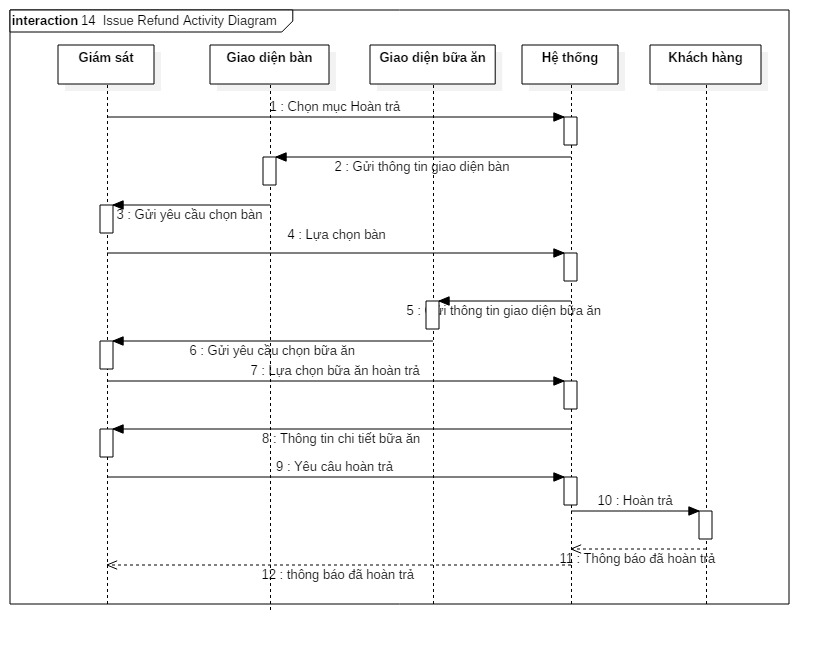 interaction 14 Issue Refund Activity Diagram
Giám sát
Giao diện bàn
Giao diện bữa ăn
Hệ thống
Khách hàng
1 : Chọn mục Hoàn trả
2 : Gửi thông tin giao diện bàn
3 : Gửi yêu cầu chọn bàn
4 : Lựa chọn bàn
5 : Gửi thông tin giao diện bữa ăn
6 : Gửi yêu cầu chọn bữa ăn
7 : Lựa chọn bữa ăn hoàn trả
8 : Thông tin chi tiết bữa ăn
9 : Yêu câu hoàn trả
10 : Hoàn trả
11 : Thông báo đã hoàn trả
12 : thông báo đã hoàn trả